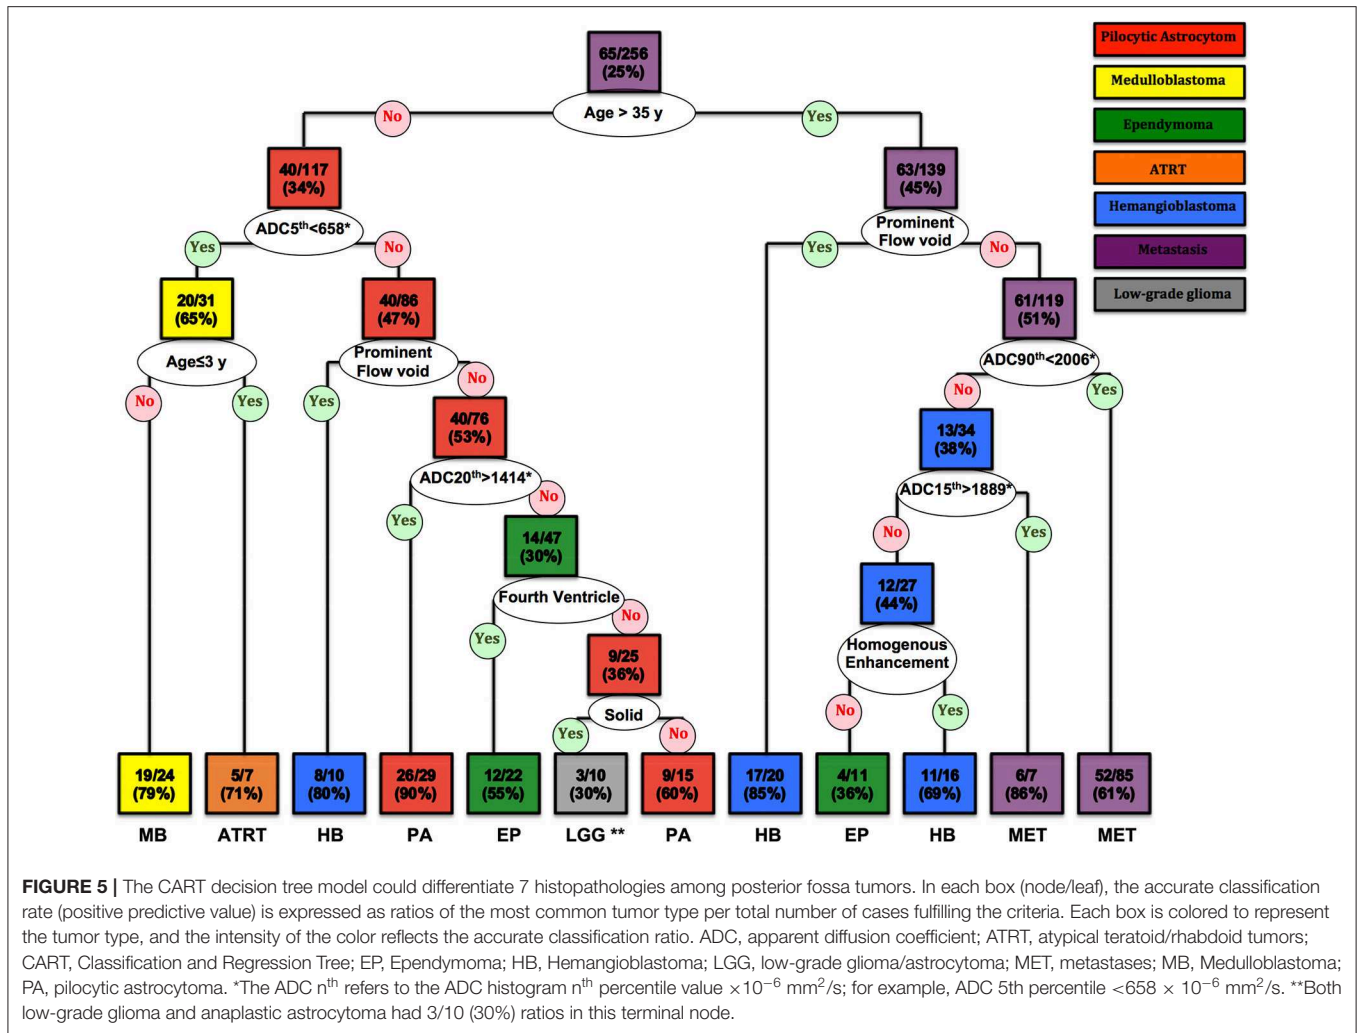 65/256
(25%)
Age > 35 y
No
Yes
Pilocytic Astrocytom
Medulloblastoma
Ependymoma
ATRT
Hemangioblastoma
Metastasis
Low-grade glioma
40/117
(34%)
ADC5th<658*
Yes
No
63/139
(45%)
Prominent
Flow void
Yes
No
20/31
(65%)
Age≤3 y
No
Yes
40/86
(47%)
Prominent
Flow void
Yes
No
61/119
(51%)
ADC90th<2006*
No
Yes
40/76
(53%)
ADC20th>1414*
Yes
No
13/34
(38%)
ADC15th>1889*
No
Yes
14/47
(30%)
Fourth Ventricle
Yes
No
12/27
(44%)
Homogenous
Enhancement
No
Yes
9/25
(36%)
Solid
Yes
No
19/24
(79%)
MB
5/7
(71%)
ATRT
8/10
(80%)
HB
26/29
(90%)
PA
12/22
(55%)
EP
3/10
(30%)
LGG **
9/15
(60%)
PA
17/20
(85%)
HB
4/11
(36%)
EP
11/16
(69%)
HB
6/7
(86%)
MET
52/85
(61%)
MET
FIGURE 5 | The CART decision tree model could differentiate 7 histopathologies among posterior fossa tumors. In each box (node/leaf), the accurate classification
rate (positive predictive value) is expressed as ratios of the most common tumor type per total number of cases fulfilling the criteria. Each box is colored to represent
the tumor type, and the intensity of the color reflects the accurate classification ratio. ADC, apparent diffusion coefficient; ATRT, atypical teratoid/rhabdoid tumors;
CART, Classification and Regression Tree; EP, Ependymoma; HB, Hemangioblastoma; LGG, low-grade glioma/astrocytoma; MET, metastases; MB, Medulloblastoma;
PA, pilocytic astrocytoma. *The ADC nth refers to the ADC histogram nth percentile value ×10−6 mm2/s; for example, ADC 5th percentile <658 × 10−6 mm2/s. **Both
low-grade glioma and anaplastic astrocytoma had 3/10 (30%) ratios in this terminal node.